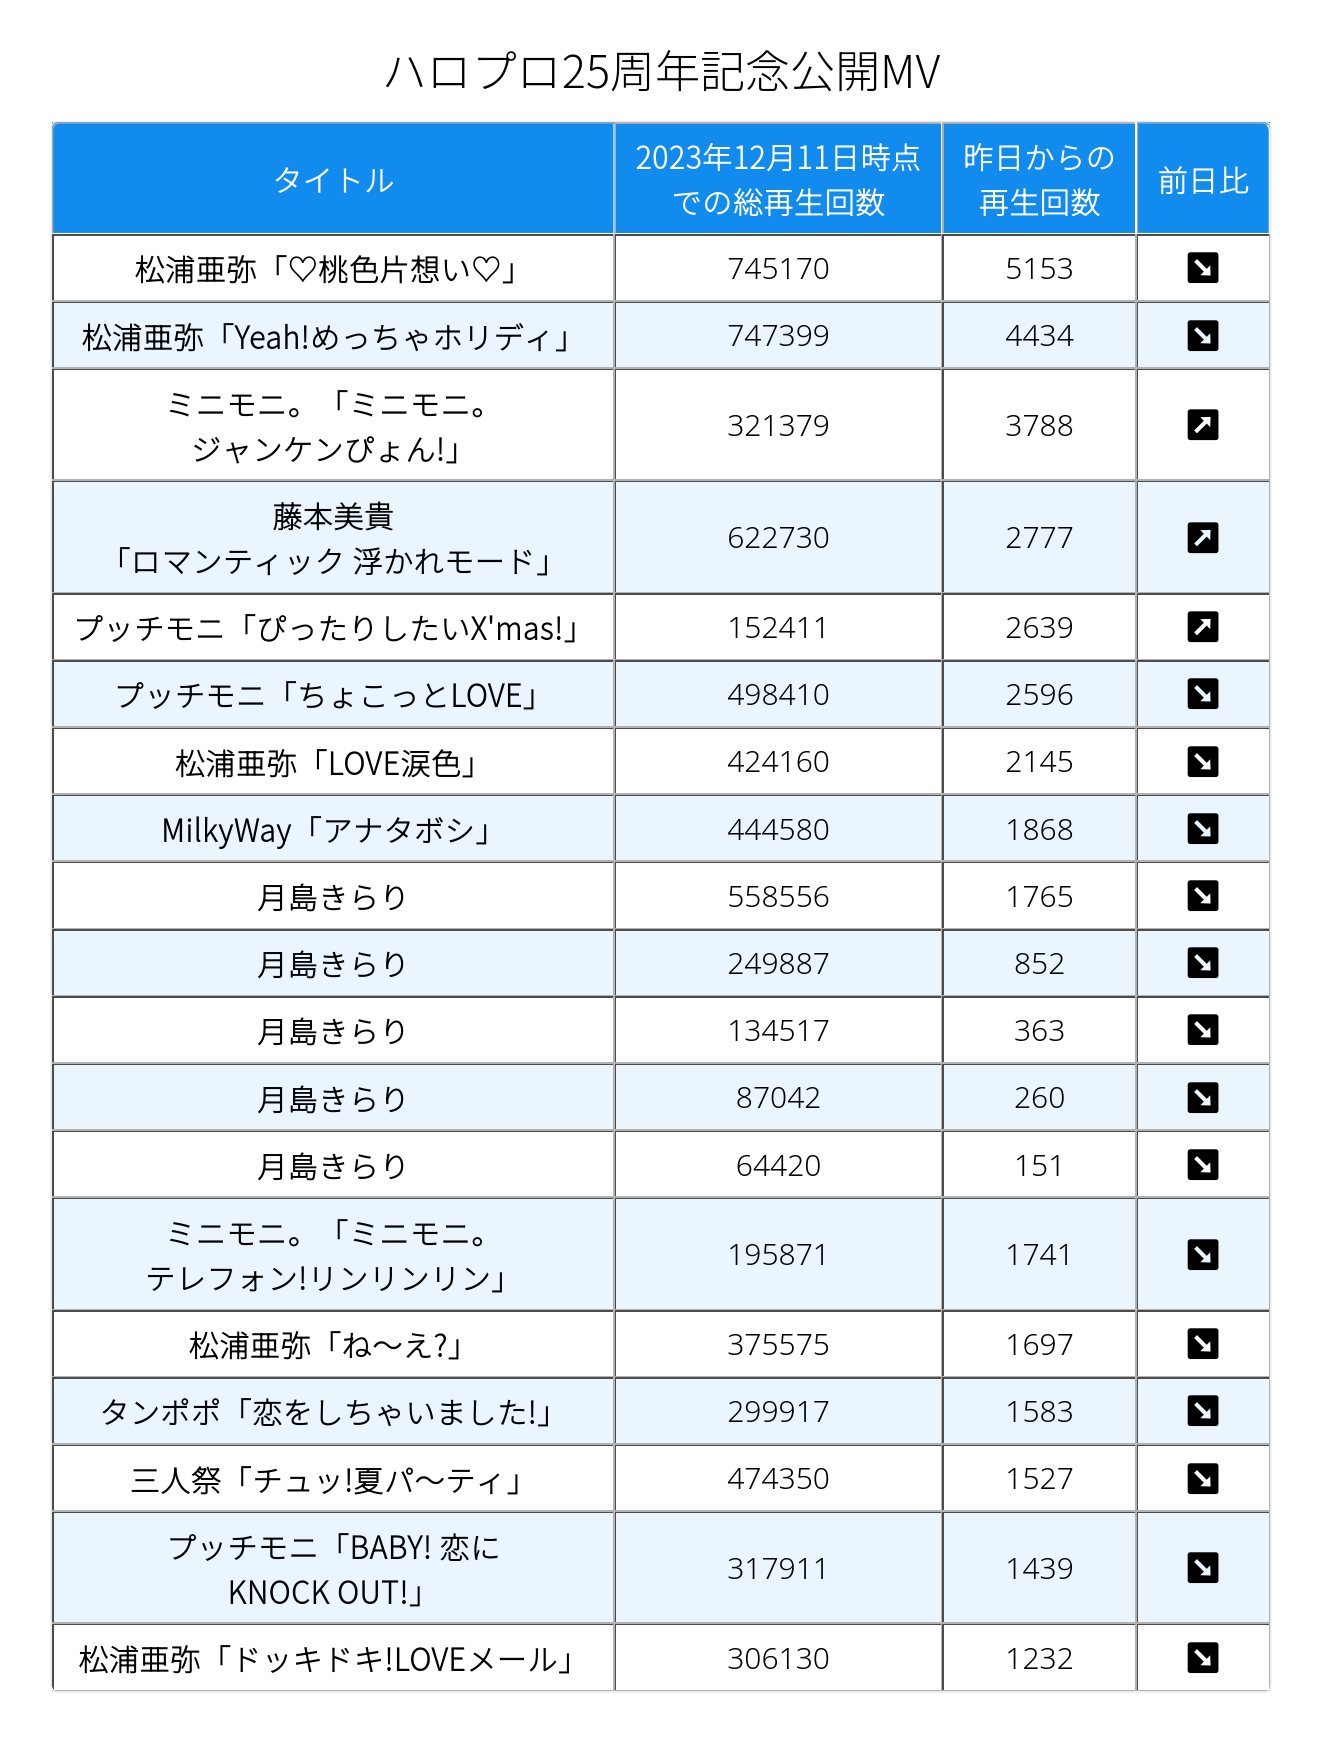 ハロプロ25周年記念公開MV
タイトル
2023年12月11日時点
での総再生回数
昨日からの
再生回数
前日比
松浦亜弥「♡桃色片想い♡」 745170 5153 ↘
松浦亜弥「Yeah!めっちゃホリディ」 747399 4434 ↘
ミニモニ。「ミニモニ。
ジャンケンぴょん!」 321379 3788 ↗
藤本美貴
「ロマンティック 浮かれモード」 622730 2777 ↗
プッチモニ「ぴったりしたいX'mas!」 152411 2639 ↗
プッチモニ「ちょこっとLOVE」 498410 2596 ↘
松浦亜弥「LOVE涙色」 424160 2145 ↘
MilkyWay「アナタボシ」 444580 1868 ↘
月島きらり 558556 1765 ↘
月島きらり 249887 852 ↘
月島きらり 134517 363 ↘
月島きらり 87042 260 ↘
月島きらり 64420 151 ↘
ミニモニ。「ミニモニ。
テレフォン!リンリンリン」 195871 1741 ↘
松浦亜弥「ね〜え?」 375575 1697 ↘
タンポポ「恋をしちゃいました!」 299917 1583 ↘
三人祭「チュッ!夏パ〜ティ」 474350 1527 ↘
プッチモニ「BABY! 恋に
KNOCK OUT!」 317911 1439 ↘
松浦亜弥「ドッキドキ!LOVEメール」 306130 1232 ↘